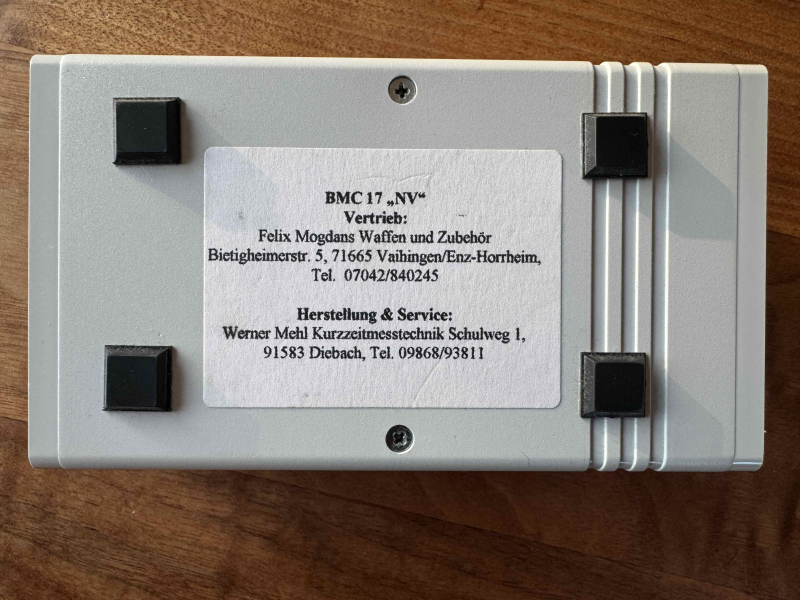 BMC 17 „NV“
Vertrieb:
Felix Mogdans Waffen und Zubehör
Bietigheimerstr. 5, 71665 Vaihingen/Enz-Horrheim,
Tel. 07042/840245
Herstellung & Service:
Werner Mehl Kurzzeitmesstechnik Schulweg 1,
91583 Diebach, Tel. 09868/93811